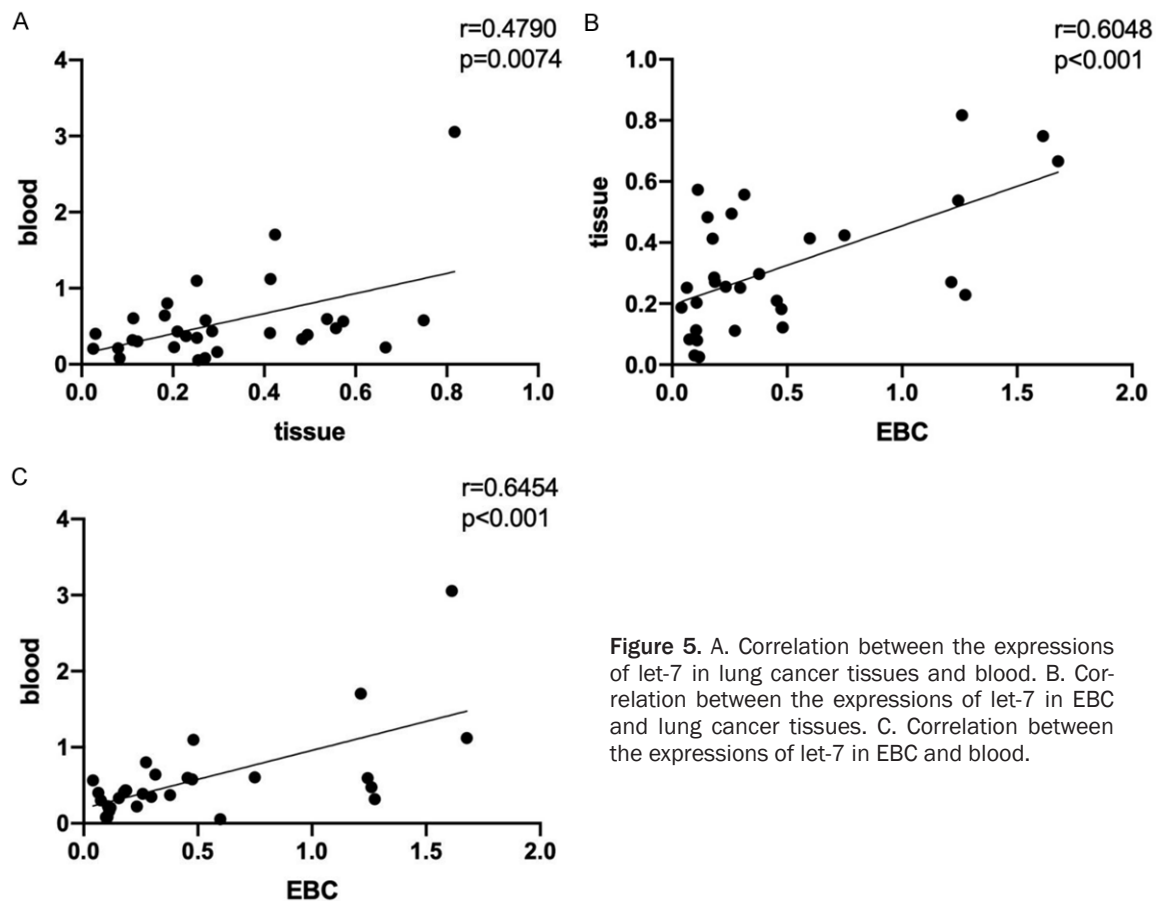 A
r=0.4790
p=0.0074
4
3
2
1
0
blood
0.0 0.2 0.4 0.6 0.8 1.0
tissue
B
r=0.6048
p<0.001
1.0
0.8
0.6
0.4
0.2
0.0
tissue
0.0 0.5 1.0 1.5 2.0
EBC
C
r=0.6454
p<0.001
4
3
2
1
0
blood
0.0 0.5 1.0 1.5 2.0
EBC
Figure 5. A. Correlation between the expressions
of let-7 in lung cancer tissues and blood. B. Cor-
relation between the expressions of let-7 in EBC
and lung cancer tissues. C. Correlation between
the expressions of let-7 in EBC and blood.